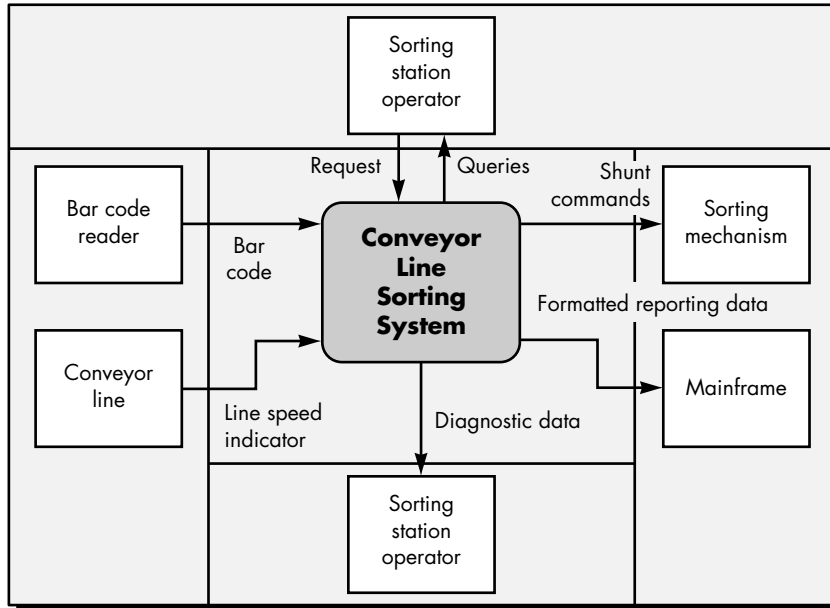 Sorting
station
operator
Request
Queries
Shunt
commands
Bar code
reader
Bar
code
Conveyor
Line
Sorting
System
Sorting
mechanism
Formatted reporting data
Conveyor
line
Line speed
indicator
Diagnostic data
Mainframe
Sorting
station
operator